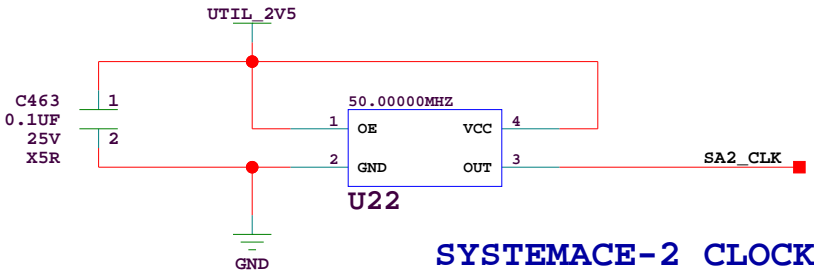 UTIL_2V5
C463
0.1UF
25V
X5R
1
2
50.00000MHZ
1 OE VCC 4
2 GND OUT 3
U22
SA2_CLK
GND
SYSTEMACE-2 CLOCK